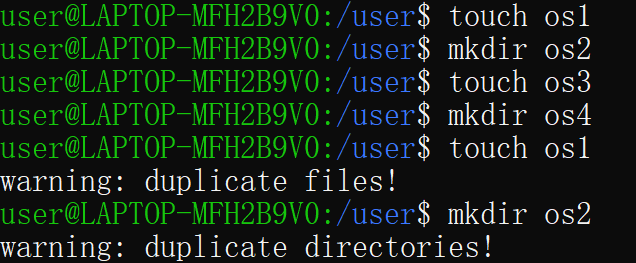 user@LAPTOP-MFH2B9V0:/user$ touch os1
user@LAPTOP-MFH2B9V0:/user$ mkdir os2
user@LAPTOP-MFH2B9V0:/user$ touch os3
user@LAPTOP-MFH2B9V0:/user$ mkdir os4
user@LAPTOP-MFH2B9V0:/user$ touch os1
warning: duplicate files!
user@LAPTOP-MFH2B9V0:/user$ mkdir os2
warning: duplicate directories!